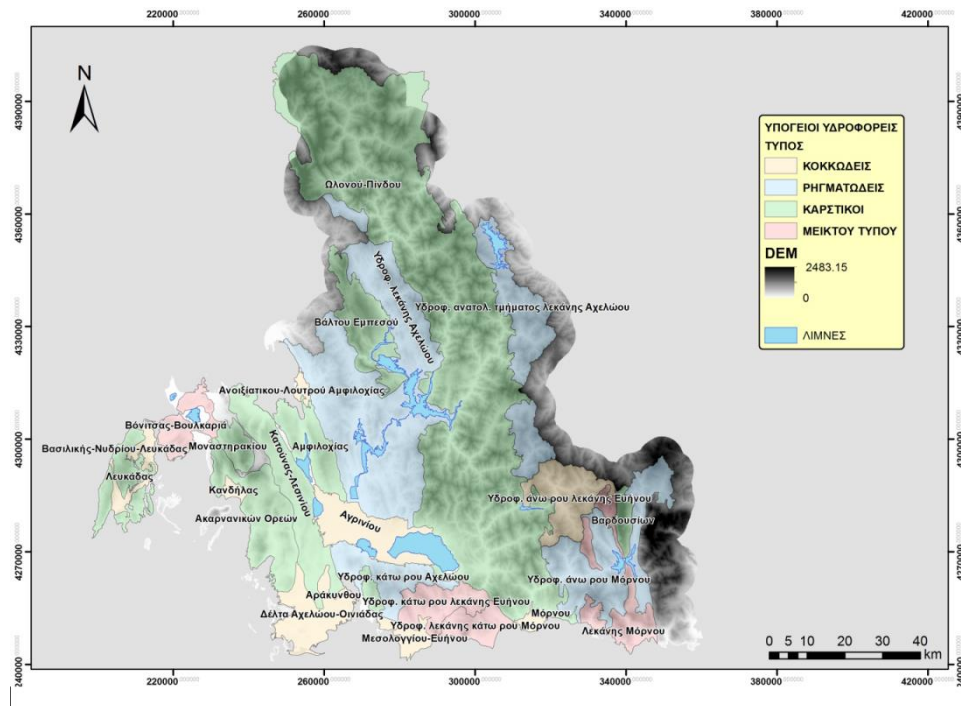 220000 260000 300000 340000 380000 420000
N
4390000
4360000
4330000
4300000
4270000
4240000
ΥΠΟΓΕΙΟΙ ΥΔΡΟΦΟΡΕΙΣ
ΤΥΠΟΣ
ΚΟΚΚΩΔΕΙΣ
ΡΗΓΜΑΤΩΔΕΙΣ
ΚΑΡΣΤΙΚΟΙ
ΜΕΙΚΤΟΥ ΤΥΠΟΥ
DEM
2483.15
0
ΛΙΜΝΕΣ
Ωλονού-Πίνδου
Υδροφ. λεκάνης Αχελώου
Υδροφ. ανατολ. τμήματος λεκάνης Αχελώου
Βάλτου Εμπεσού
Ανοιξίατικου-Λουτρού Αμφιλοχίας
Βόνιτσας-Βουλκαριά
Βασιλικής-Νυδριού-Λευκάδας
Μοναστηρακίου
Κατούνας-Λεσινίου
Αμφιλοχίας
Λευκάδας
Κανδήλας
Ακαρνανικών Ορεών
Αγρινίου
Υδροφ. άνω ρου λεκάνης Ευήνου
Βαρδουσίων
Υδροφ. κάτω ρου Αχελώου
Υδροφ. άνω ρου Μόρνου
Αράκυνθου
Υδροφ. κάτω ρου λεκάνης Ευήνου
Δέλτα Αχελώου-Οινιάδας
Μόρνου
Υδροφ. λεκάνης κάτω ρου Μόρνου
Λεκάνης Μόρνου
Μεσολογγίου-Ευήνου
0 5 10 20 30 40
km
220000 260000 300000 340000 380000 420000